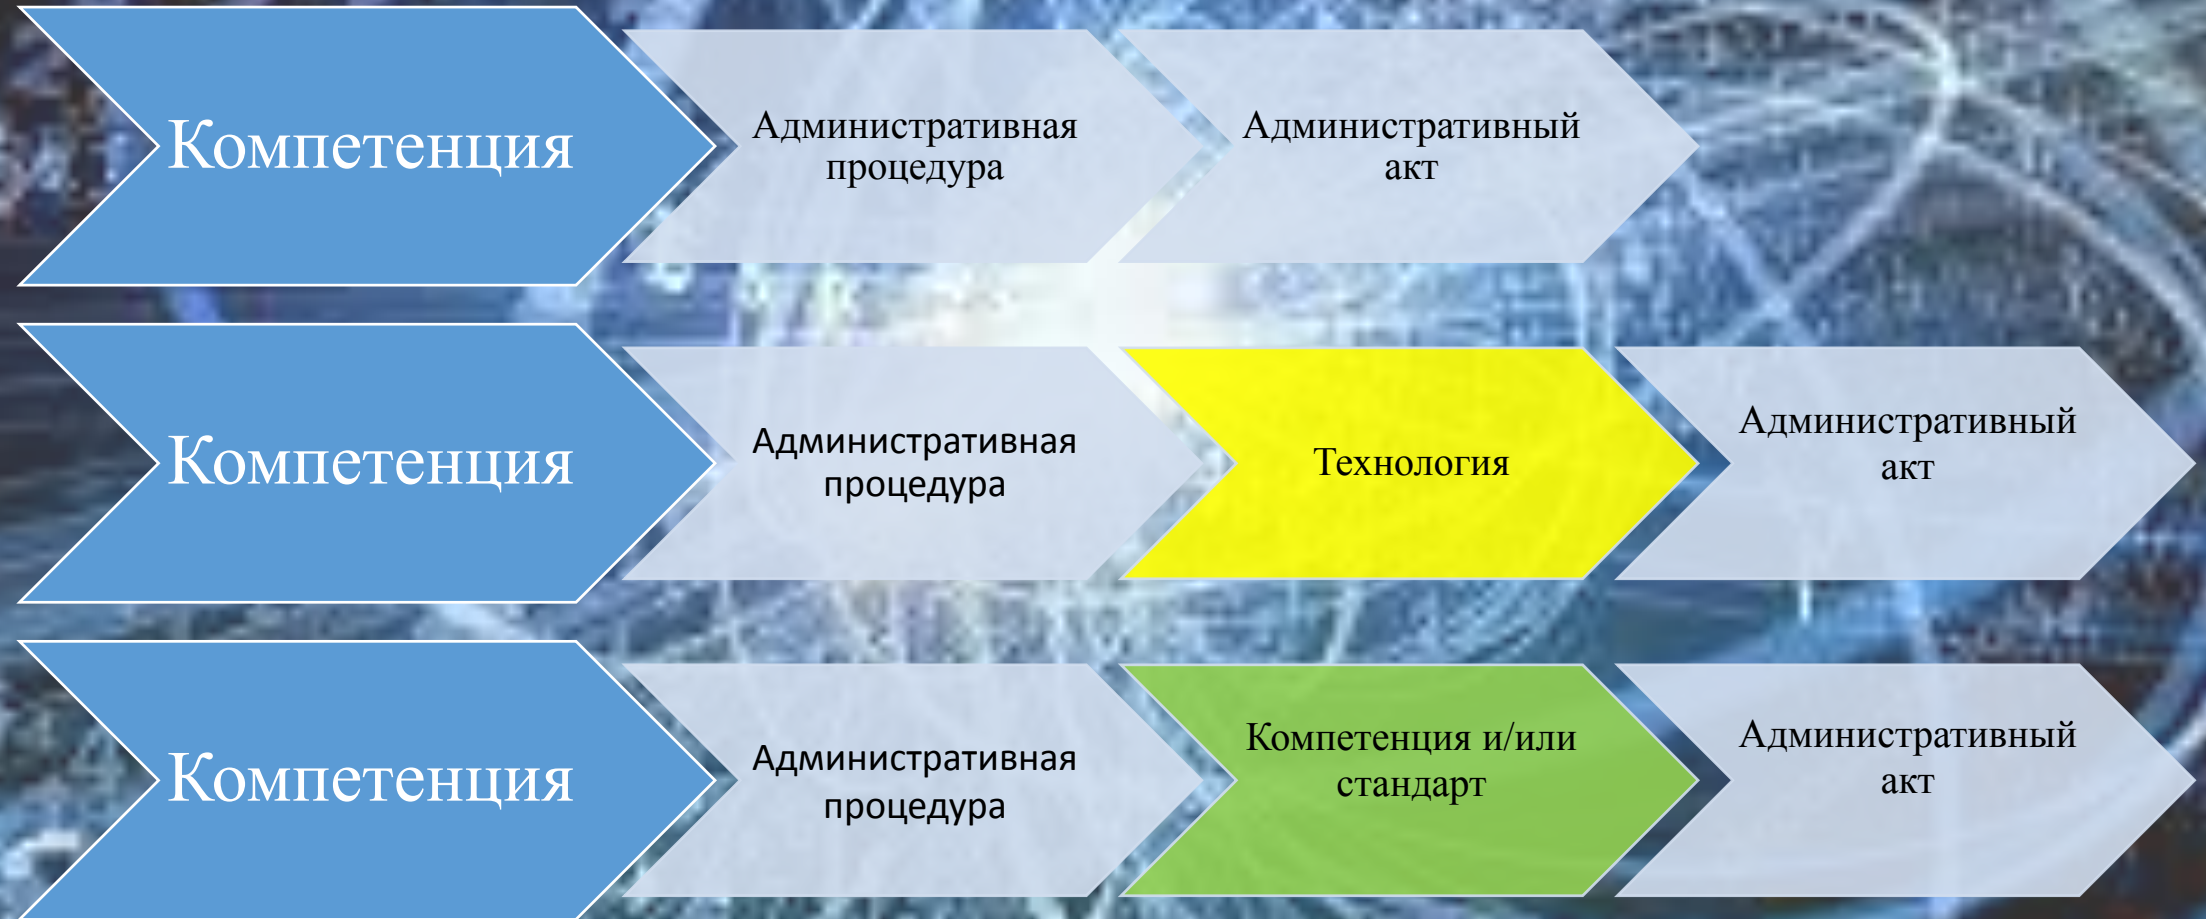 Компетенция
Административная
процедура
Административный
акт
Компетенция
Административная
процедура
Технология
Административный
акт
Компетенция
Административная
процедура
Компетенция и/или
стандарт
Административный
акт